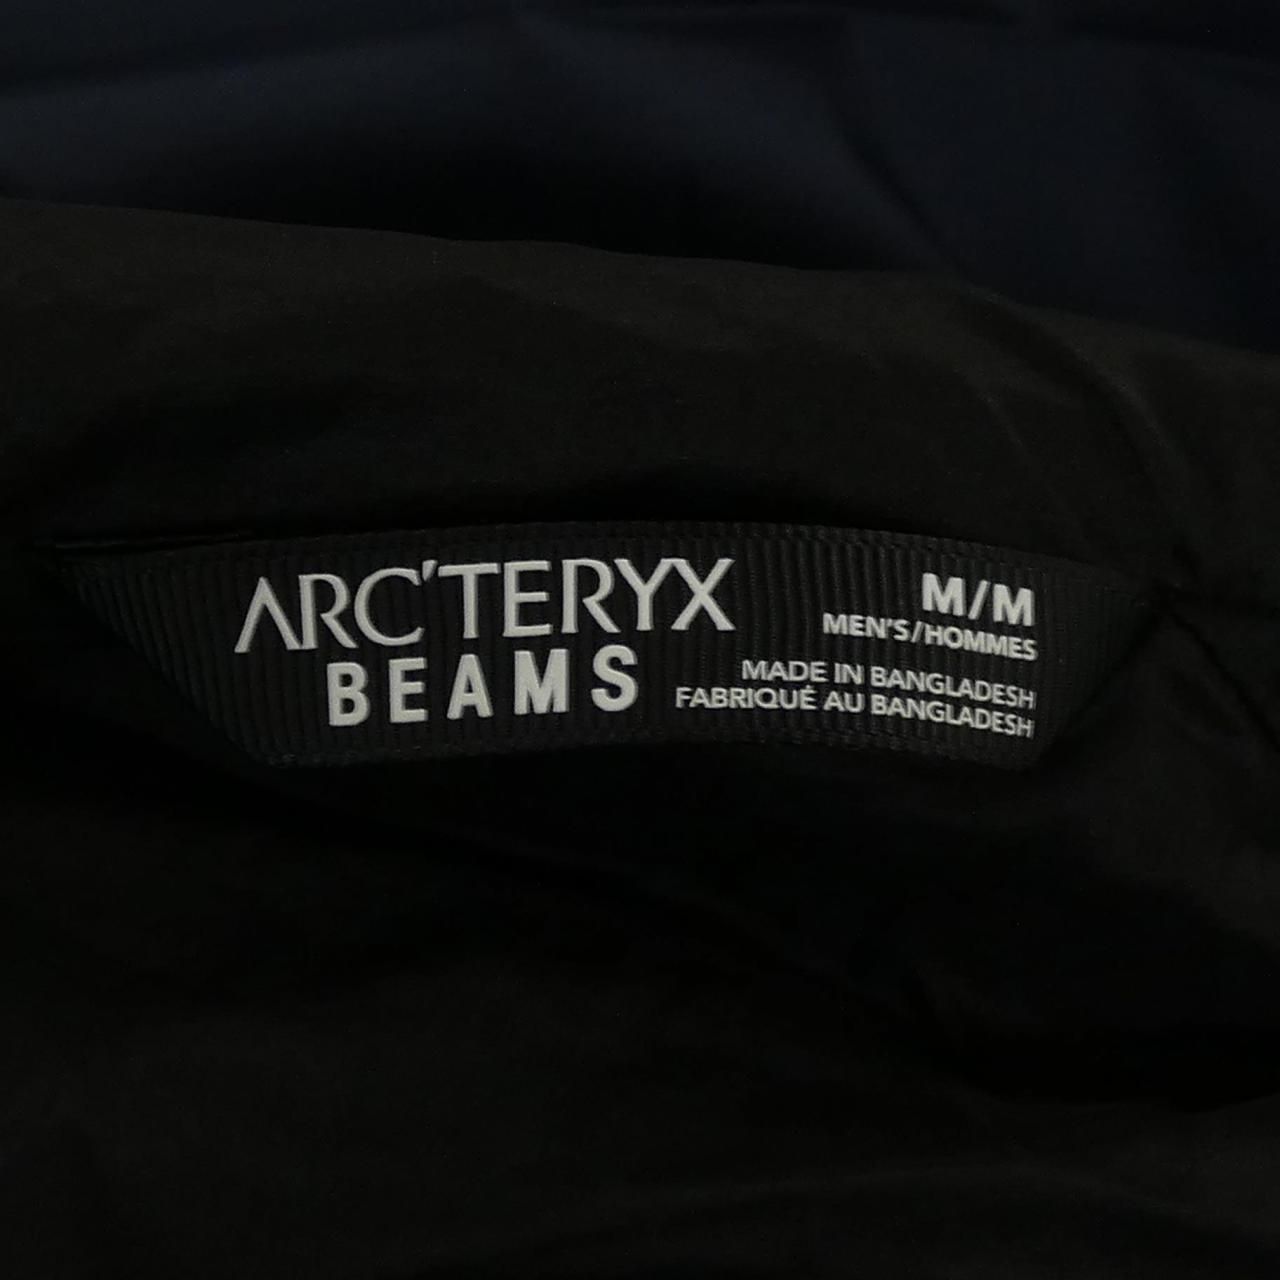 ARC'TERYX
BEAMS
M/M
MEN'S/HOMMES
MADE IN BANGLADESH
FABRIQUÉ AU BANGLADESH